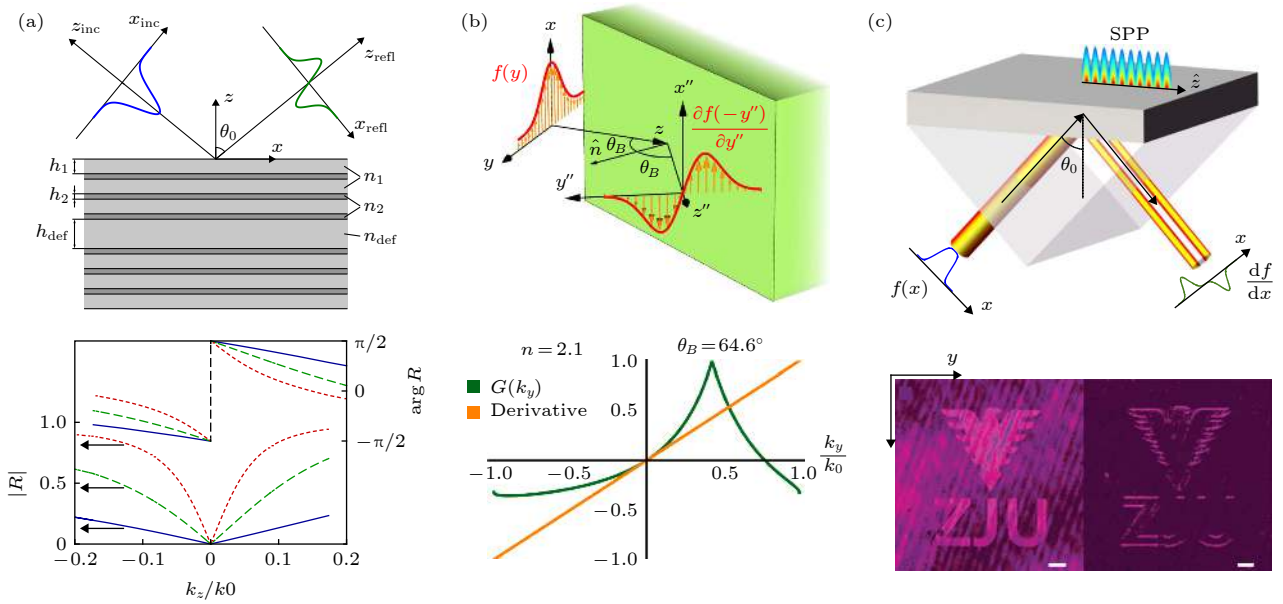 (a)
x_inc
z_inc
z_refl
z
θ_0
x_refl
x
h_1
n_1
h_2
n_2
h_def
n_def
π/2
0
arg R
1.0
−π/2
|R|
0.5
0
−0.2 −0.1 0 0.1 0.2
k_z/k0
(b)
x
f(y)
x′′
∂f(−y′′)
∂y′′
z
n̂ θ_B
y
θ_B
y′′
z′′
n = 2.1
θ_B = 64.6°
1.0
G(k_y)
0.5
Derivative
k_y
k_0
−1.0 −0.5 0.5 1.0
−0.5
−1.0
(c)
SPP
ẑ
θ_0
x
f(x)
df
dx
x
y
ZJU